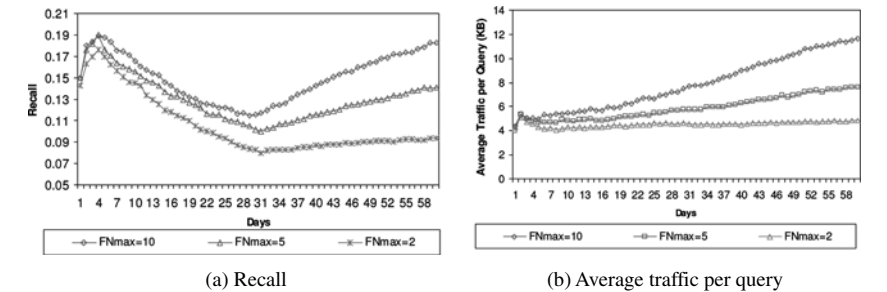 0.21
0.19
0.17
0.15
0.13
0.11
0.09
0.07
0.05
Recall
1 4 7 10 13 16 19 22 25 28 31 34 37 40 43 46 49 52 55 58
Days
FNmax=10 FNmax=5 FNmax=2
(a) Recall
14
12
10
8
6
4
2
0
Average Traffic per Query (KB)
1 4 7 10 13 16 19 22 25 28 31 34 37 40 43 46 49 52 55 58
Days
FNmax=10 FNmax=5 FNmax=2
(b) Average traffic per query